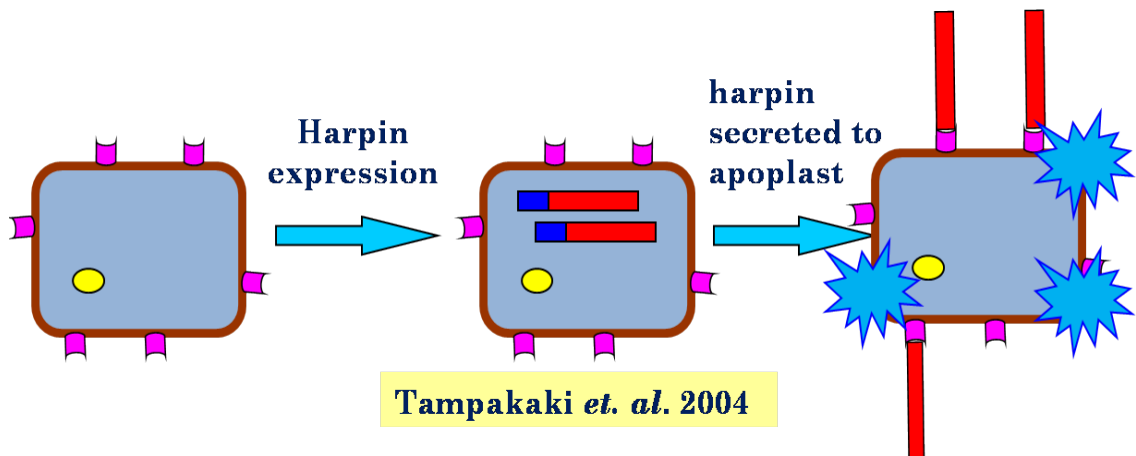 Harpin
expression
harpin
secreted to
apoplast
Tampakaki et. al. 2004